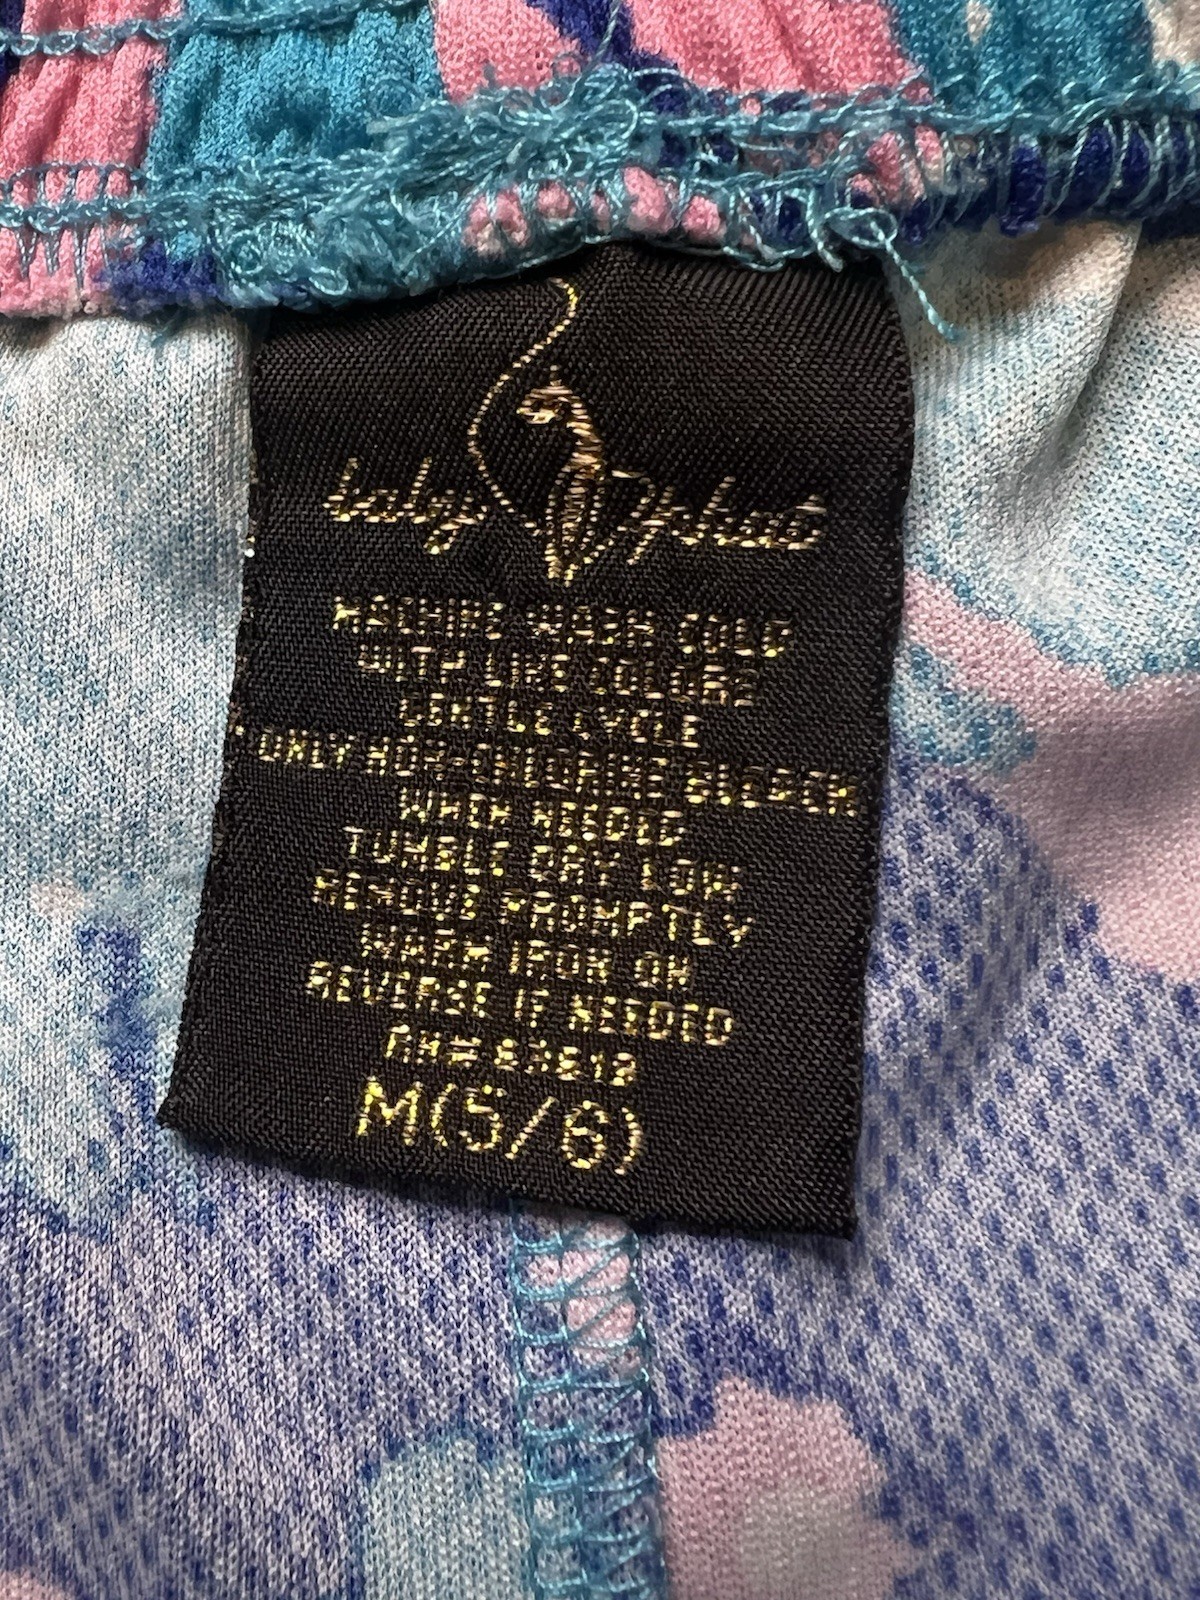 baby phat
MACHINE WASH COLD
WITH LIKE COLORS
GENTLE CYCLE
ONLY NON-CHLORINE BLEACH
WHEN NEEDED
TUMBLE DRY LOW
REMOVE PROMPTLY
WARM IRON ON
REVERSE IF NEEDED
M(5/6)